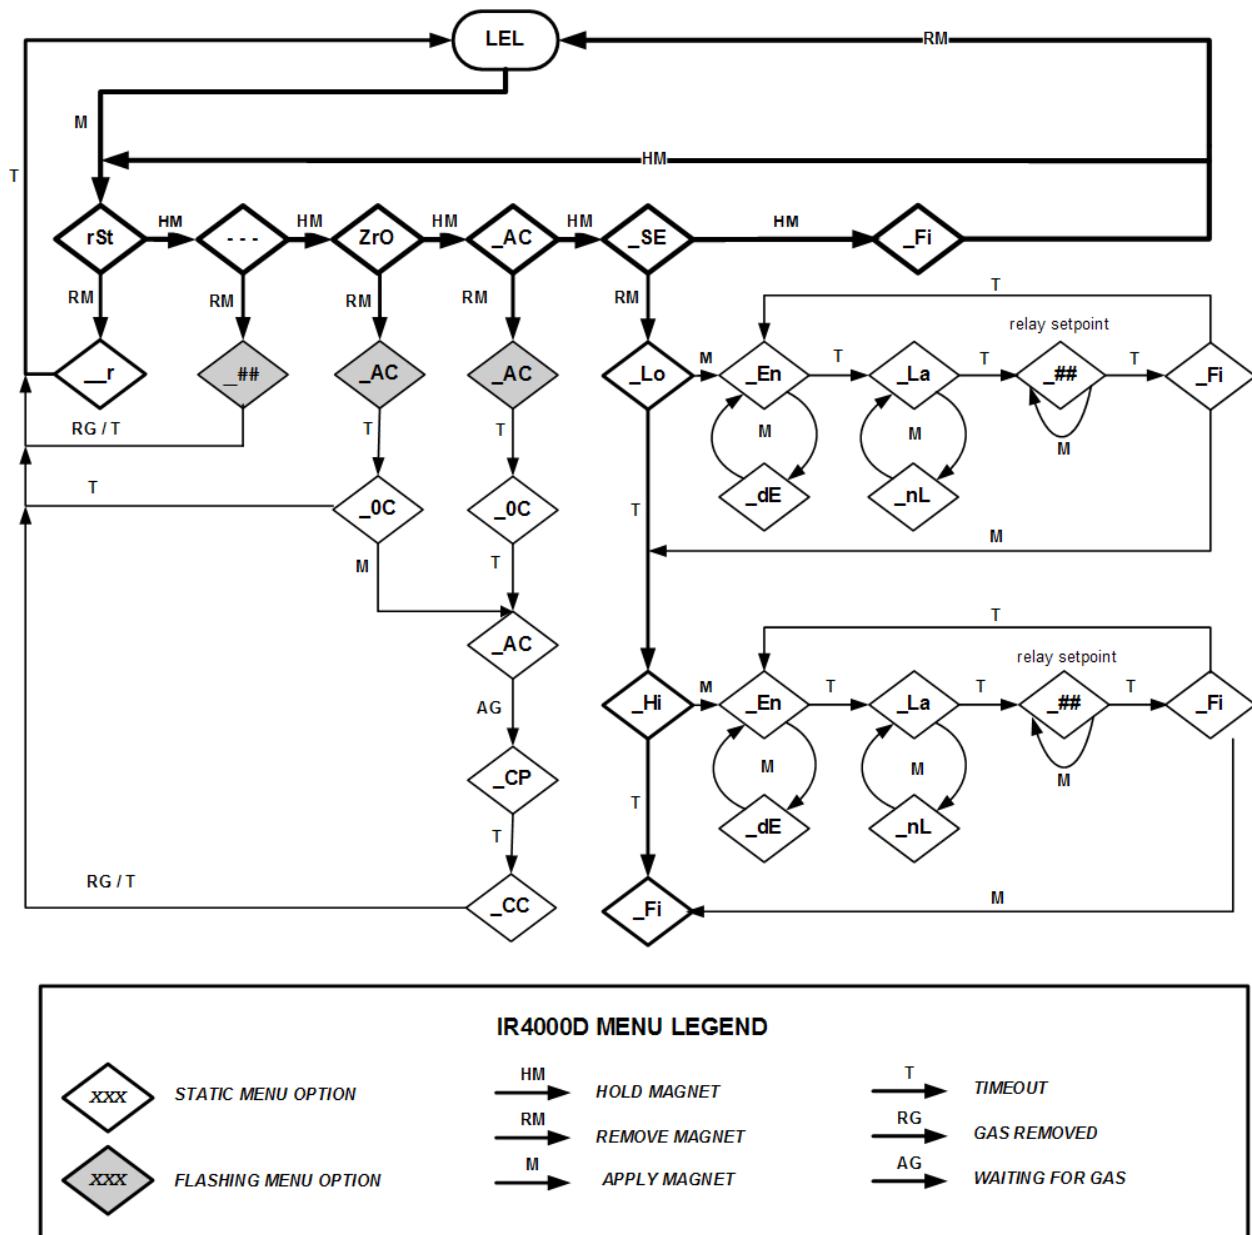 LEL
RM
M
HM
T
rSt
HM
- - -
HM
ZrO
HM
_AC
HM
_SE
HM
_Fi
RM
RM
RM
RM
RM
T
relay setpoint
__r
_##
_AC
_AC
_Lo
M
_En
T
_La
T
_##
T
_Fi
RG / T
T
T
M
M
M
T
_0C
_0C
T
_dE
_nL
M
M
T
_AC
T
relay setpoint
AG
_Hi
M
_En
T
_La
T
_##
T
_Fi
_CP
M
M
M
T
T
_dE
_nL
RG / T
_CC
_Fi
M
IR4000D MENU LEGEND
xxx
STATIC MENU OPTION
HM
HOLD MAGNET
T
TIMEOUT
RM
REMOVE MAGNET
RG
GAS REMOVED
xxx
FLASHING MENU OPTION
M
APPLY MAGNET
AG
WAITING FOR GAS